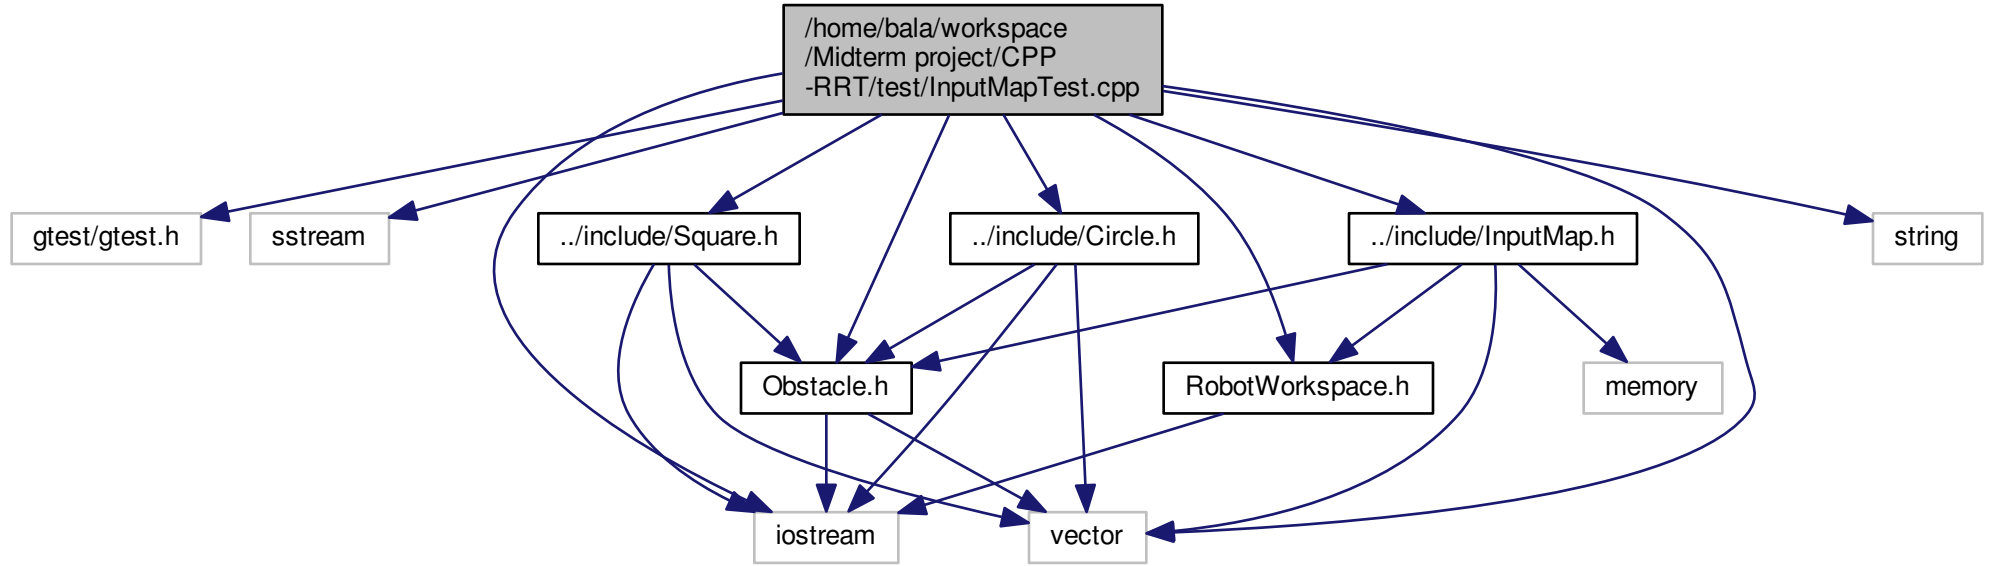 /home/bala/workspace
/Midterm project/CPP
-RRT/test/InputMapTest.cpp
gtest/gtest.h
sstream
../include/Square.h
../include/Circle.h
../include/InputMap.h
string
Obstacle.h
RobotWorkspace.h
memory
iostream
vector